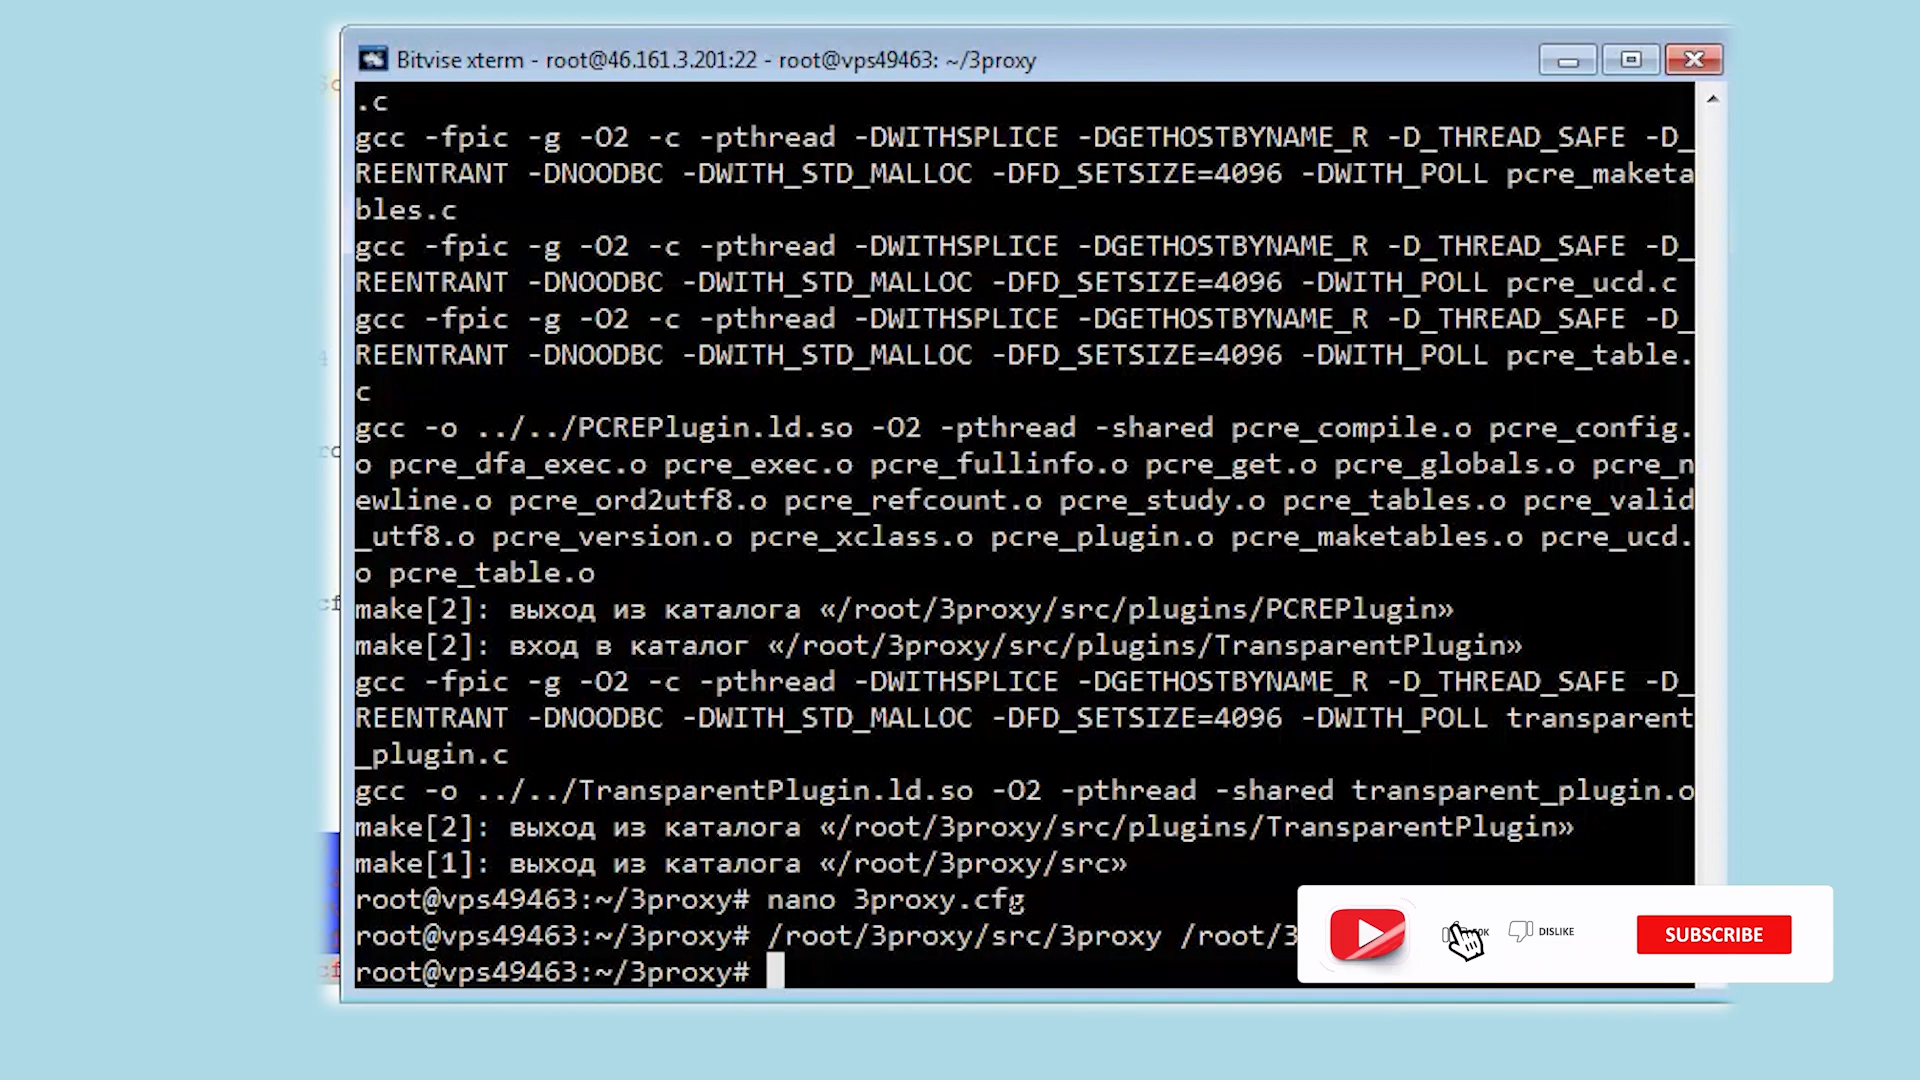 Bitvise xterm - root@46.161.3.201:22 - root@vps49463: ~/3proxy
.c
gcc -fpic -g -O2 -c -pthread -DWITHSPLICE -DGETHOSTBYNAME_R -D_THREAD_SAFE -D_
REENTRANT -DNOODBC -DWITH_STD_MALLOC -DFD_SETSIZE=4096 -DWITH_POLL pcre_maketa
bles.c
gcc -fpic -g -O2 -c -pthread -DWITHSPLICE -DGETHOSTBYNAME_R -D_THREAD_SAFE -D_
REENTRANT -DNOODBC -DWITH_STD_MALLOC -DFD_SETSIZE=4096 -DWITH_POLL pcre_ucd.c
gcc -fpic -g -O2 -c -pthread -DWITHSPLICE -DGETHOSTBYNAME_R -D_THREAD_SAFE -D_
REENTRANT -DNOODBC -DWITH_STD_MALLOC -DFD_SETSIZE=4096 -DWITH_POLL pcre_table.
c
gcc -o ../../PCREPlugin.ld.so -O2 -pthread -shared pcre_compile.o pcre_config.
o pcre_dfa_exec.o pcre_exec.o pcre_fullinfo.o pcre_get.o pcre_globals.o pcre_n
ewline.o pcre_ord2utf8.o pcre_refcount.o pcre_study.o pcre_tables.o pcre_valid
_utf8.o pcre_version.o pcre_xclass.o pcre_plugin.o pcre_maketables.o pcre_ucd.
o pcre_table.o
make[2]: выход из каталога «/root/3proxy/src/plugins/PCREPlugin»
make[2]: вход в каталог «/root/3proxy/src/plugins/TransparentPlugin»
gcc -fpic -g -O2 -c -pthread -DWITHSPLICE -DGETHOSTBYNAME_R -D_THREAD_SAFE -D_
REENTRANT -DNOODBC -DWITH_STD_MALLOC -DFD_SETSIZE=4096 -DWITH_POLL transparent
_plugin.c
gcc -o ../../TransparentPlugin.ld.so -O2 -pthread -shared transparent_plugin.o
make[2]: выход из каталога «/root/3proxy/src/plugins/TransparentPlugin»
make[1]: выход из каталога «/root/3proxy/src»
root@vps49463:~/3proxy# nano 3proxy.cfg
root@vps49463:~/3proxy# /root/3proxy/src/3proxy /root/3
root@vps49463:~/3proxy#
DISLIKE
SUBSCRIBE